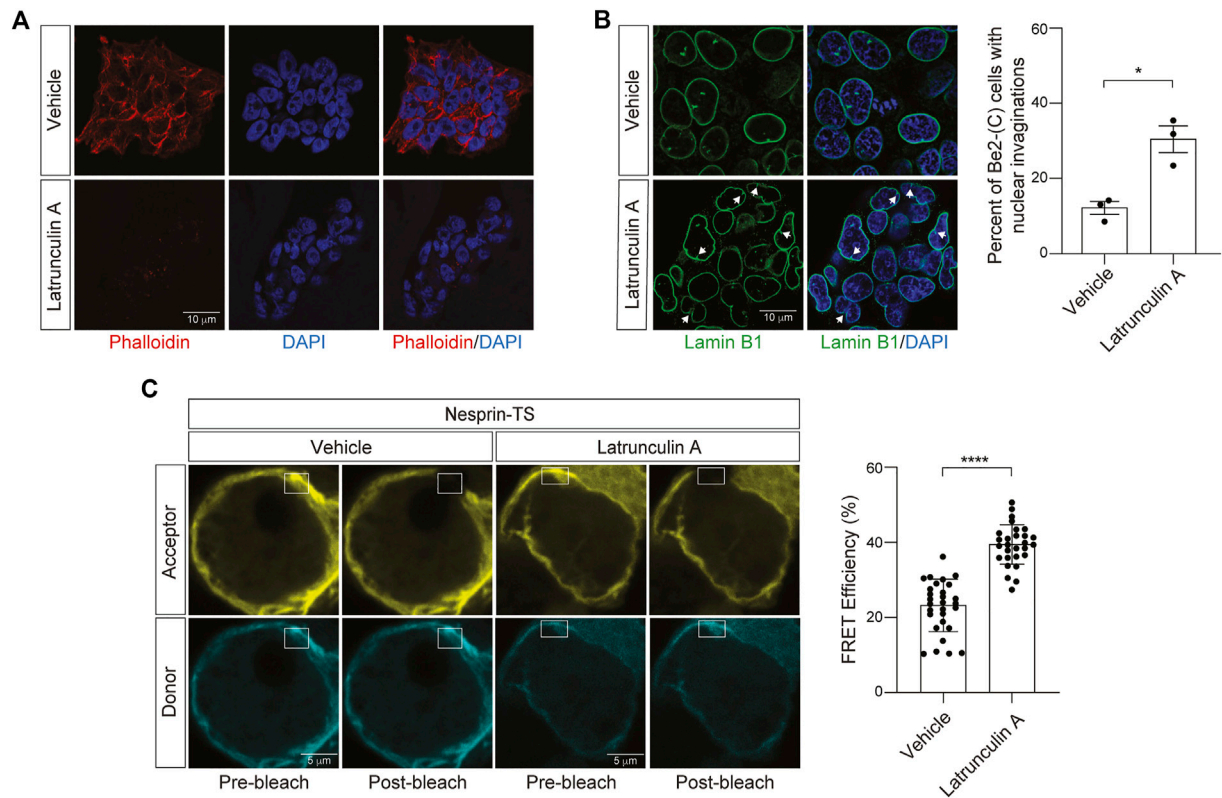 A
Vehicle
Latrunculin A
10 μm
Phalloidin
DAPI
Phalloidin/DAPI
B
Vehicle
Latrunculin A
10 μm
Lamin B1
Lamin B1/DAPI
Percent of Be2-(C) cells with
nuclear invaginations
60
40
20
0
*
Vehicle
Latrunculin A
C
Nesprin-TS
Vehicle
Latrunculin A
Acceptor
Donor
5 μm
5 μm
Pre-bleach
Post-bleach
Pre-bleach
Post-bleach
FRET Efficiency (%)
60
40
20
0
****
Vehicle
Latrunculin A